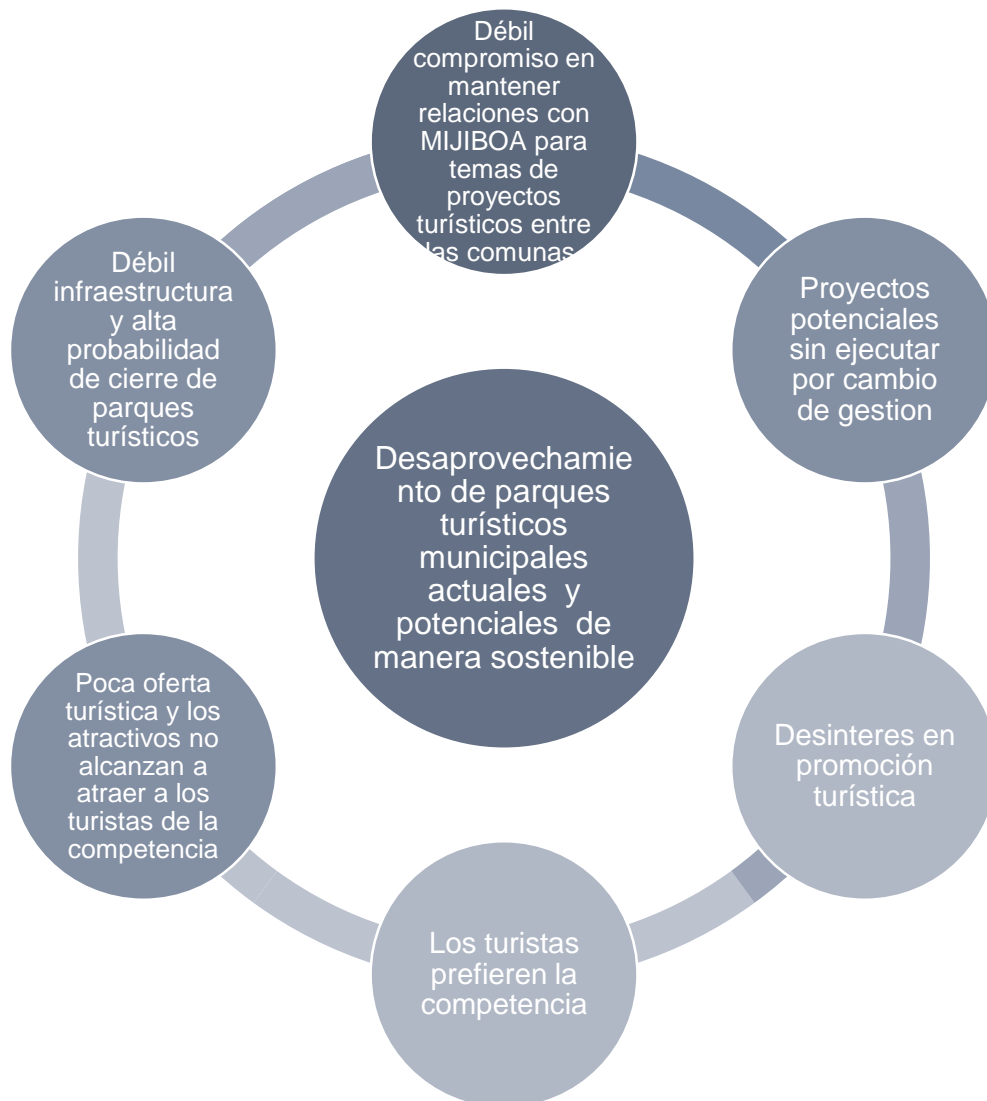 Débil
compromiso en
mantener
relaciones con
MIJIBOA para
temas de
proyectos
turísticos entre
las comunas
Proyectos
potenciales
sin ejecutar
por cambio
de gestion
Desinteres en
promoción
turística
Los turistas
prefieren la
competencia
Poca oferta
turística y los
atractivos no
alcanzan a
atraer a los
turistas de la
competencia
Débil
infraestructura
y alta
probabilidad
de cierre de
parques
turísticos
Desaprovechamie
nto de parques
turísticos
municipales
actuales y
potenciales de
manera sostenible